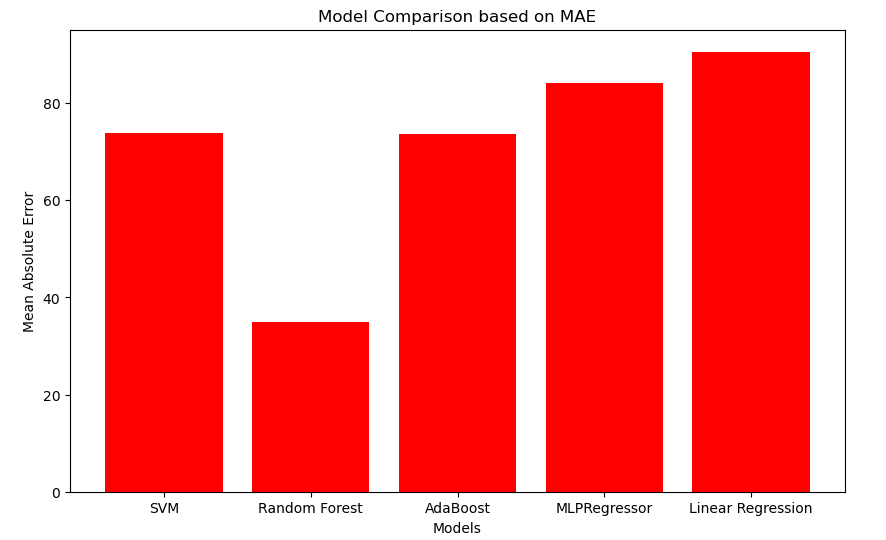 Model Comparison based on MAE
Mean Absolute Error
80
60
40
20
0
SVM Random Forest AdaBoost MLPRegressor Linear Regression
Models